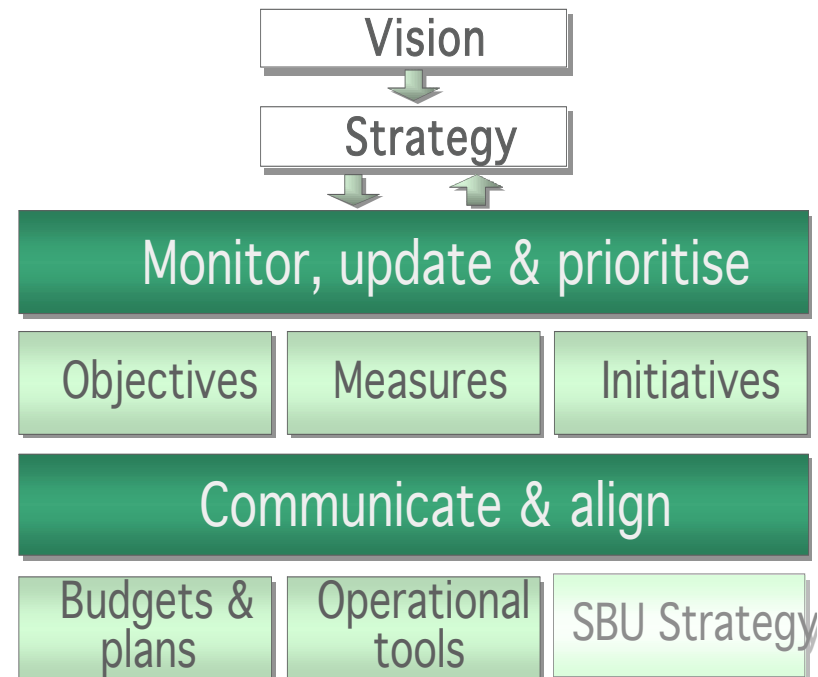 Vision
Strategy
Monitor, update & prioritise
Objectives
Measures
Initiatives
Communicate & align
Budgets &
plans
Operational
tools
SBU Strategy